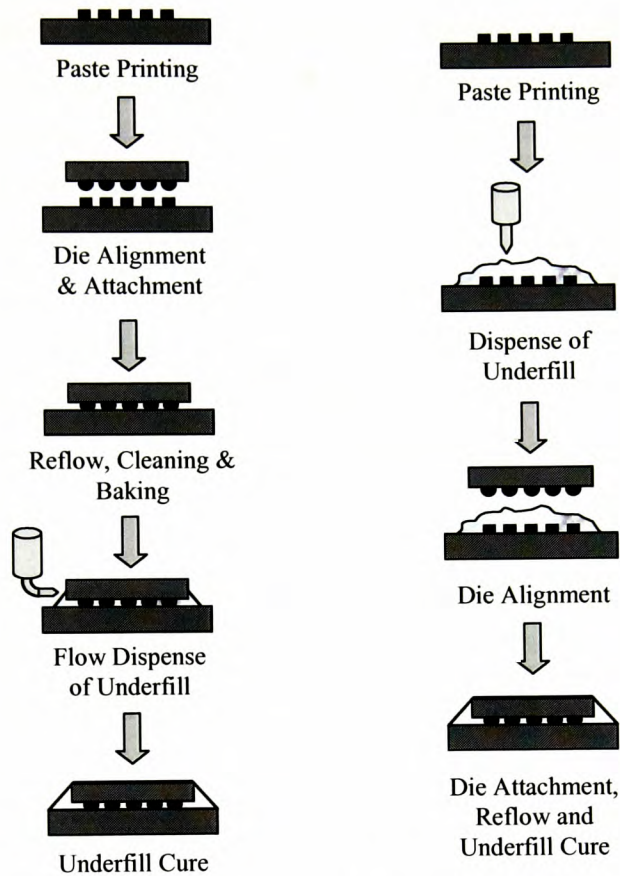 Paste Printing
Die Alignment
& Attachment
Reflow, Cleaning &
Baking
Flow Dispense
of Underfill
Underfill Cure
Paste Printing
Dispense of
Underfill
Die Alignment
Die Attachment,
Reflow and
Underfill Cure